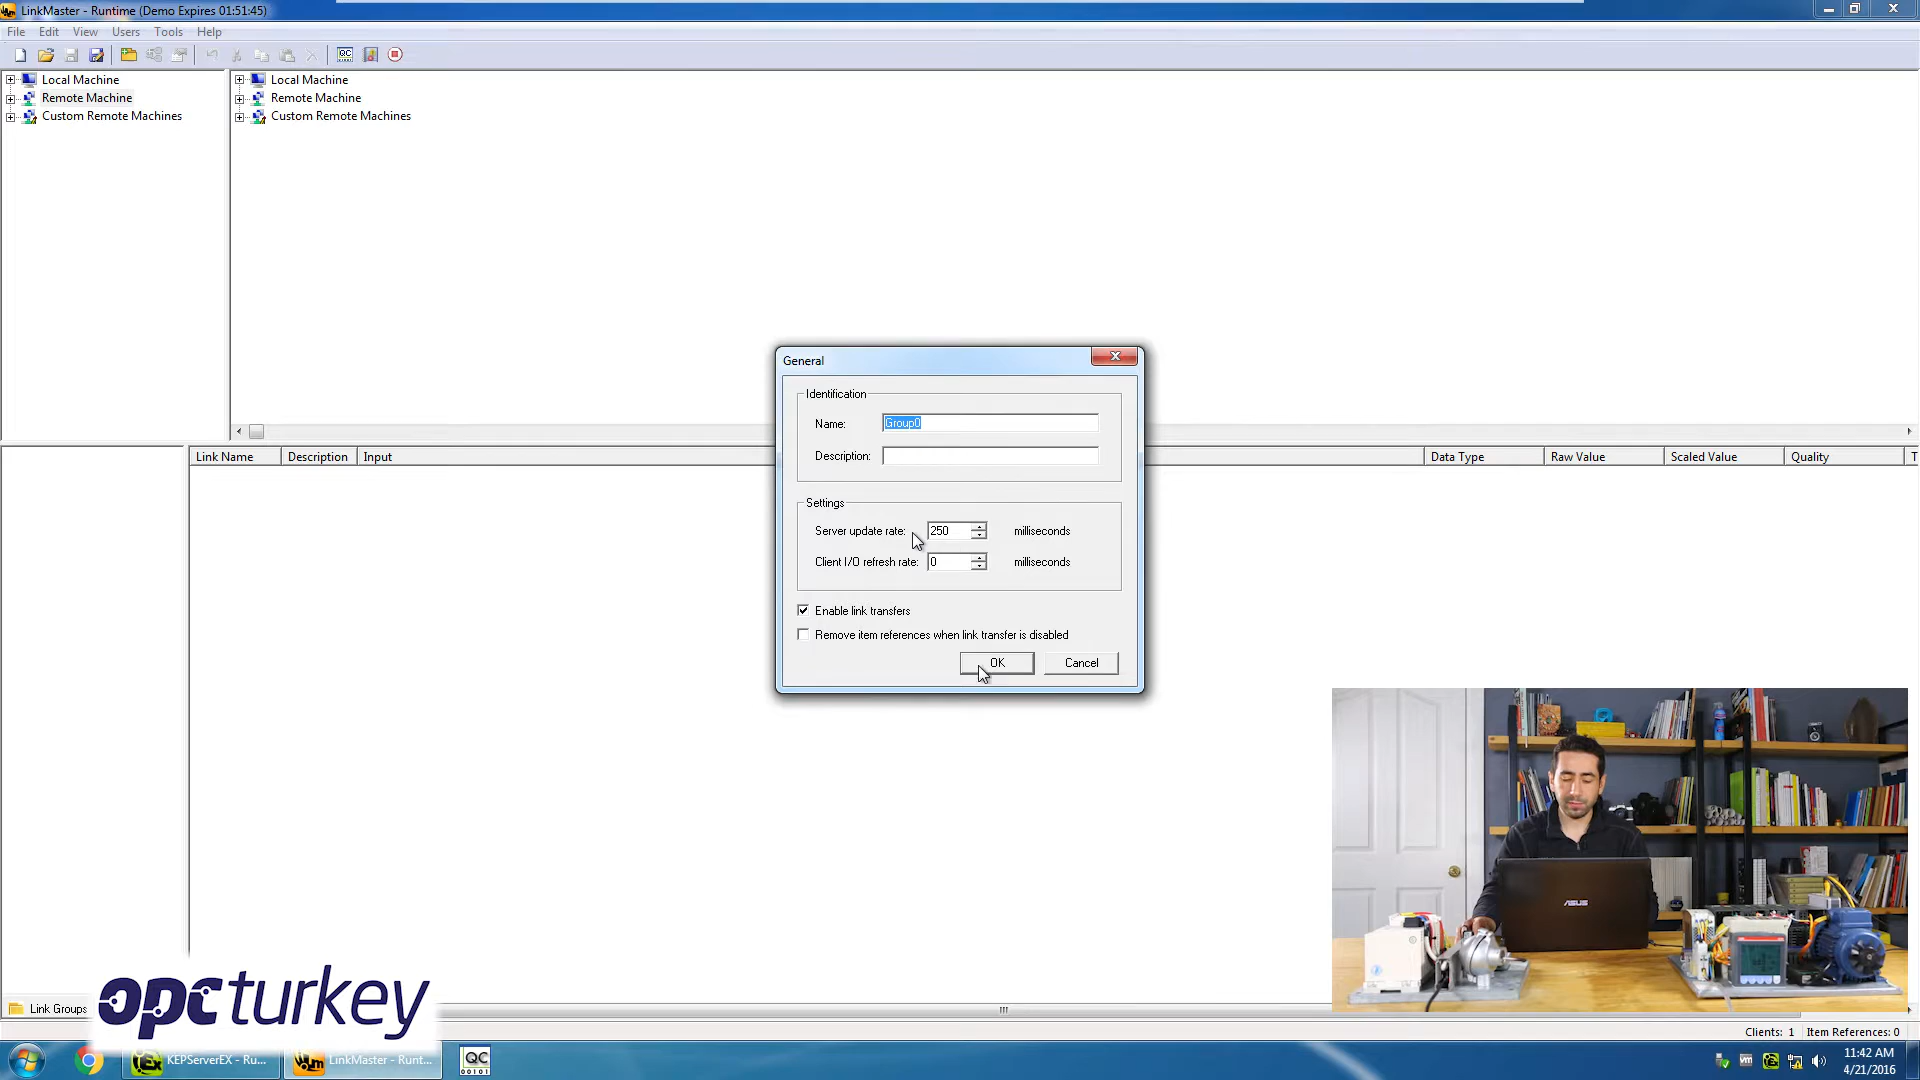 LinkMaster - Runtime (Demo Expires 01:51:45)
File Edit View Users Tools Help
QC
Local Machine
Remote Machine
Custom Remote Machines
Local Machine
Remote Machine
Custom Remote Machines
General
Identification
Name: Group0
Description:
Settings
Server update rate: 250 milliseconds
Client I/O refresh rate: 0 milliseconds
Enable link transfers
Remove item references when link transfer is disabled
OK Cancel
Link Name Description Input Data Type Raw Value Scaled Value Quality T
ASUS
Link Groups
opcturkey
Clients: 1 Item References: 0
KEPServerEX - Ru...
LinkMaster - Runt...
QC
00101
11:42 AM
4/21/2016